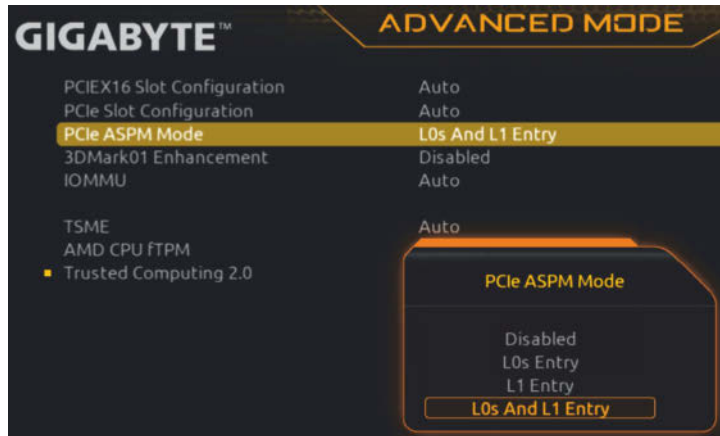 GIGABYTE™
ADVANCED MODE
PCIEX16 Slot Configuration Auto
PCIe Slot Configuration Auto
PCIe ASPM Mode L0s And L1 Entry
3DMark01 Enhancement Disabled
IOMMU Auto
TSME Auto
AMD CPU fTPM
Trusted Computing 2.0
PCIe ASPM Mode
Disabled
L0s Entry
L1 Entry
L0s And L1 Entry